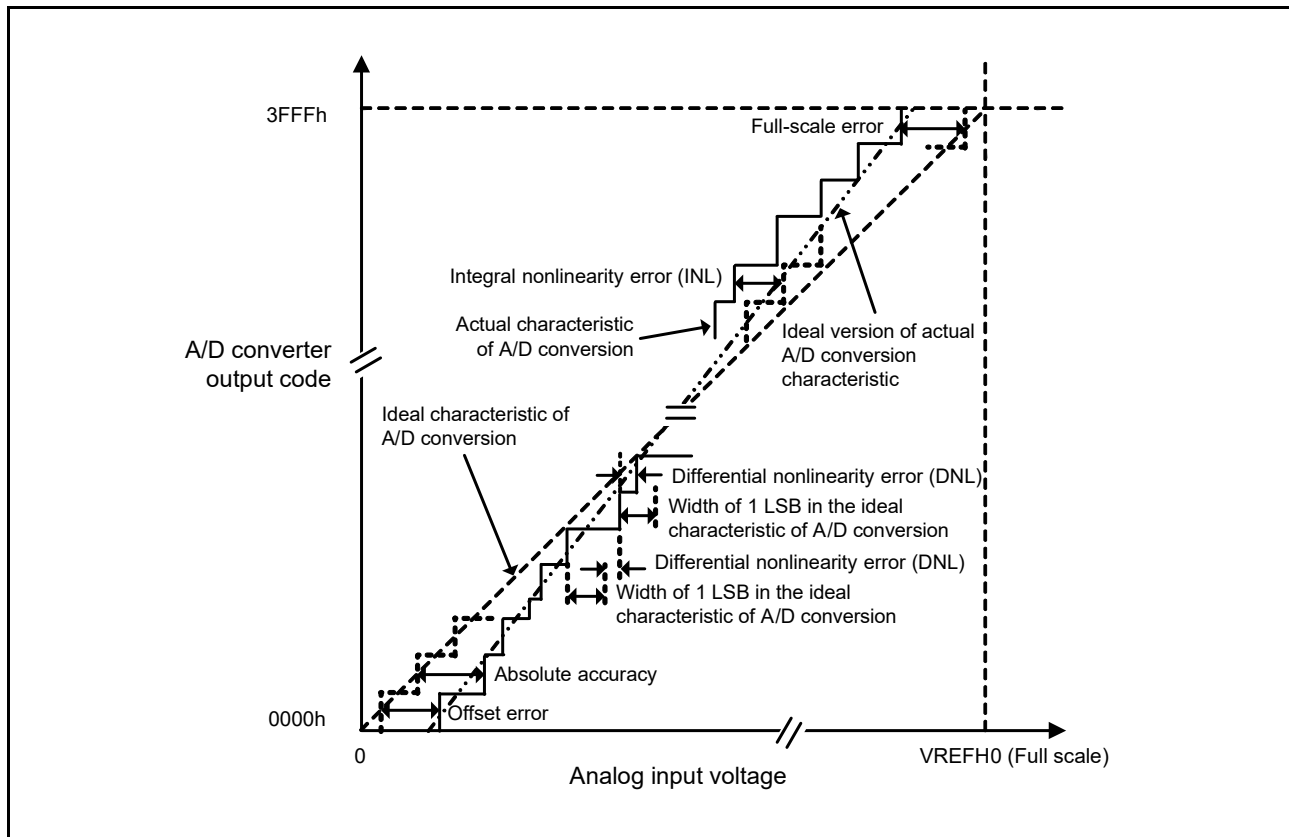 3FFFh
Full-scale error
Integral nonlinearity error (INL)
Actual characteristic
of A/D conversion
Ideal version of actual
A/D conversion
characteristic
A/D converter
output code
Ideal characteristic of
A/D conversion
Differential nonlinearity error (DNL)
Width of 1 LSB in the ideal
characteristic of A/D conversion
Differential nonlinearity error (DNL)
Width of 1 LSB in the ideal
characteristic of A/D conversion
Absolute accuracy
Offset error
0000h
0
Analog input voltage
VREFH0 (Full scale)